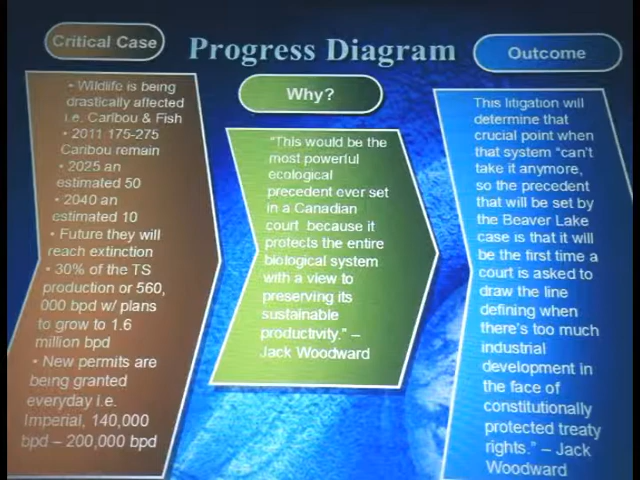 Progress Diagram
Critical Case
• Wildlife is being
drastically affected
i.e. Caribou & Fish
• 2011 175-275
Caribou remain
• 2025 an
estimated 50
• 2040 an
estimated 10
• Future they will
reach extinction
• 30% of the TS
production or 560,
000 bpd w/ plans
to grow to 1.6
million bpd
• New permits are
being granted
everyday i.e.
Imperial, 140,000
bpd – 200,000 bpd
Why?
"This would be the
most powerful
ecological
precedent ever set
in a Canadian
court because it
protects the entire
biological system
with a view to
preserving its
sustainable
productivity." –
Jack Woodward
Outcome
This litigation will
determine that
crucial point when
that system "can't
take it anymore,
so the precedent
that will be set by
the Beaver Lake
case is that it will
be the first time a
court is asked to
draw the line
defining when
there's too much
industrial
development in
the face of
constitutionally
protected treaty
rights." – Jack
Woodward